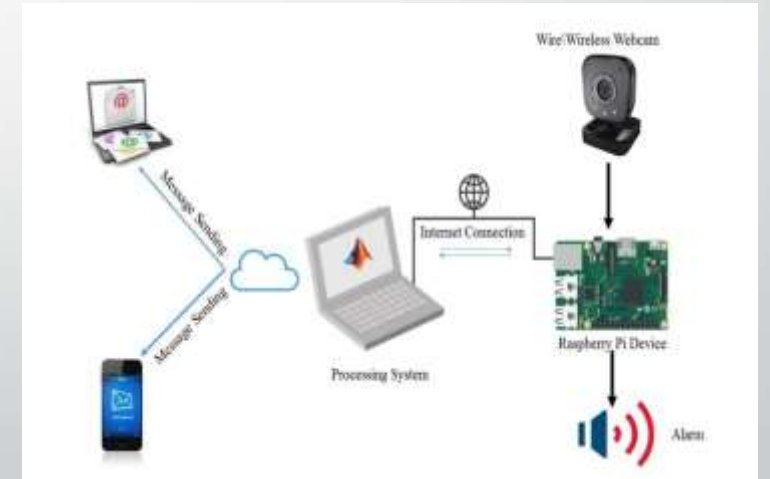 Wire\Wireless Webcam
Message Sending
Internet Connection
Message Sending
Raspberry Pi Device
Processing System
Alarm